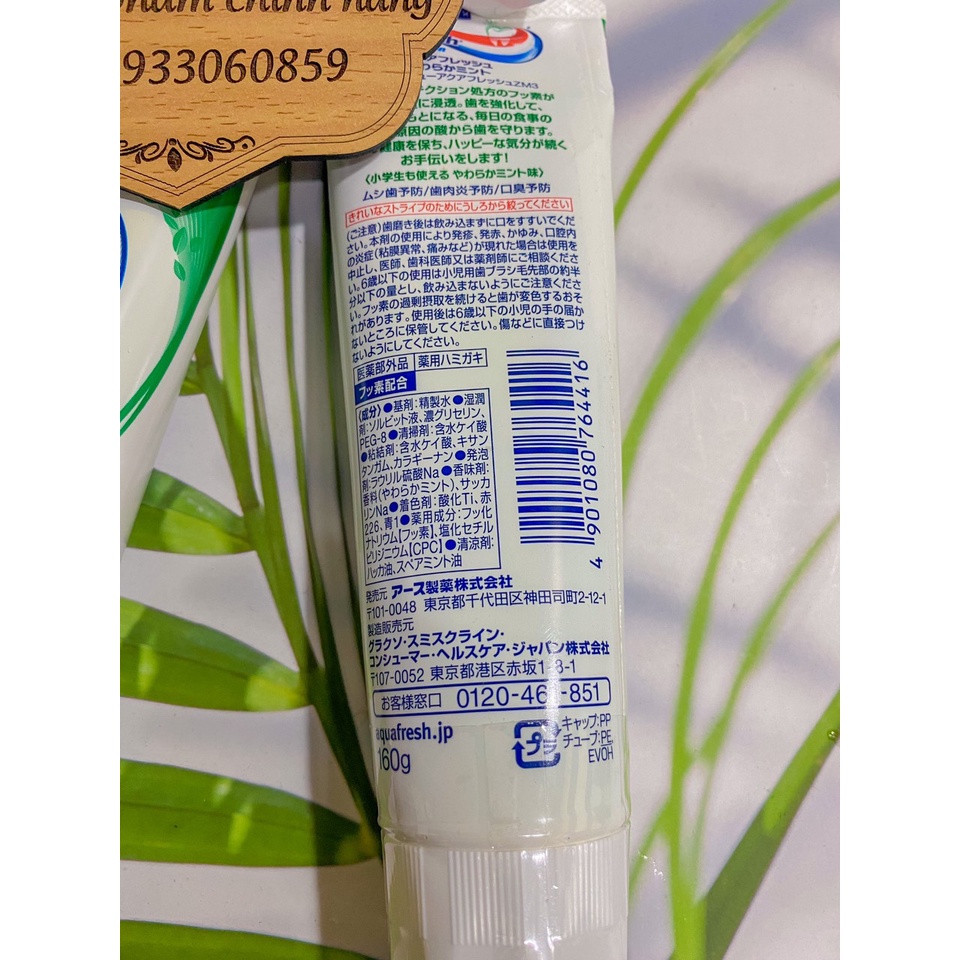 933060859
フレッシュ
やわらかミント
ューアクアフレッシュZM3
クション処方のフッ素が
に浸透。歯を強化して、
とになる、毎日の食事の
原因の酸から歯を守ります。
健康を保ち、ハッピーな気分が続く
お手伝いをします!
〈小学生も使える やわらかミント味〉
ムシ歯予防/歯肉炎予防/口臭予防
きれいなストライプのためにうしろから絞ってください
(ご注意)歯磨き後は飲み込まずに口をすすいでくだ
さい。本剤の使用により発疹、発赤、かゆみ、口腔内
の炎症(粘膜異常、痛みなど)が現れた場合は使用を
中止し、医師、歯科医師又は薬剤師にご相談くださ
い。6歳以下の使用は小児用歯ブラシ毛先部の約半
分以下の量とし、飲み込まないようにご注意くださ
い。フッ素の過剰摂取を続けると歯が変色するおそ
れがあります。使用後は6歳以下の小児の手の届か
ないところに保管してください。傷などに直接つけ
ないようにしてください。
医薬部外品 薬用ハミガキ
フッ素配合
〈成分〉●基剤:精製水●湿潤
剤:ソルビット液、濃グリセリン、
PEG-8●清掃剤:含水ケイ酸
●粘結剤:含水ケイ酸、キサン
タンガム、カラギーナン●発泡
剤:ラウリル硫酸Na●香味剤:
香料(やわらかミント)、サッカ
リンNa●着色剤:酸化Ti、赤
226、青1●薬用成分:フッ化
ナトリウム【フッ素】、塩化セチル
ピリジニウム【CPC】●清涼剤:
ハッカ油、スペアミント油
4 901080 764416
発売元 アース製薬株式会社
〒101-0048 東京都千代田区神田司町2-12-1
製造販売元
グラクソ・スミスクライン・
コンシューマー・ヘルスケア・ジャパン株式会社
〒107-0052 東京都港区赤坂1-8-1
お客様窓口 0120-461-851
aquafresh.jp
160g
プラ
キャップ:PP
チューブ:PE,
EVOH